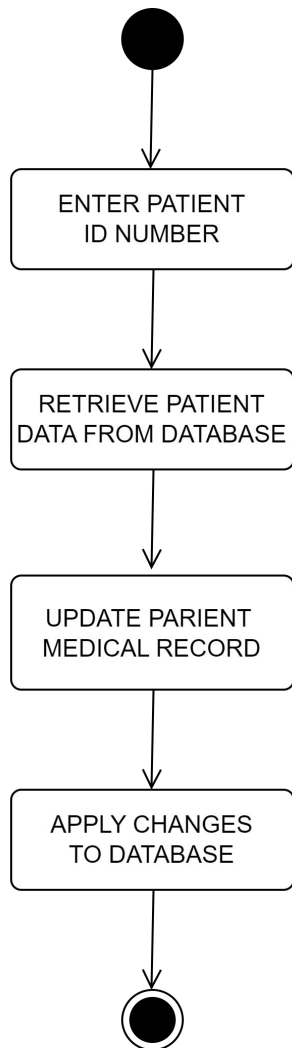 ENTER PATIENT
ID NUMBER
RETRIEVE PATIENT
DATA FROM DATABASE
UPDATE PARIENT
MEDICAL RECORD
APPLY CHANGES
TO DATABASE